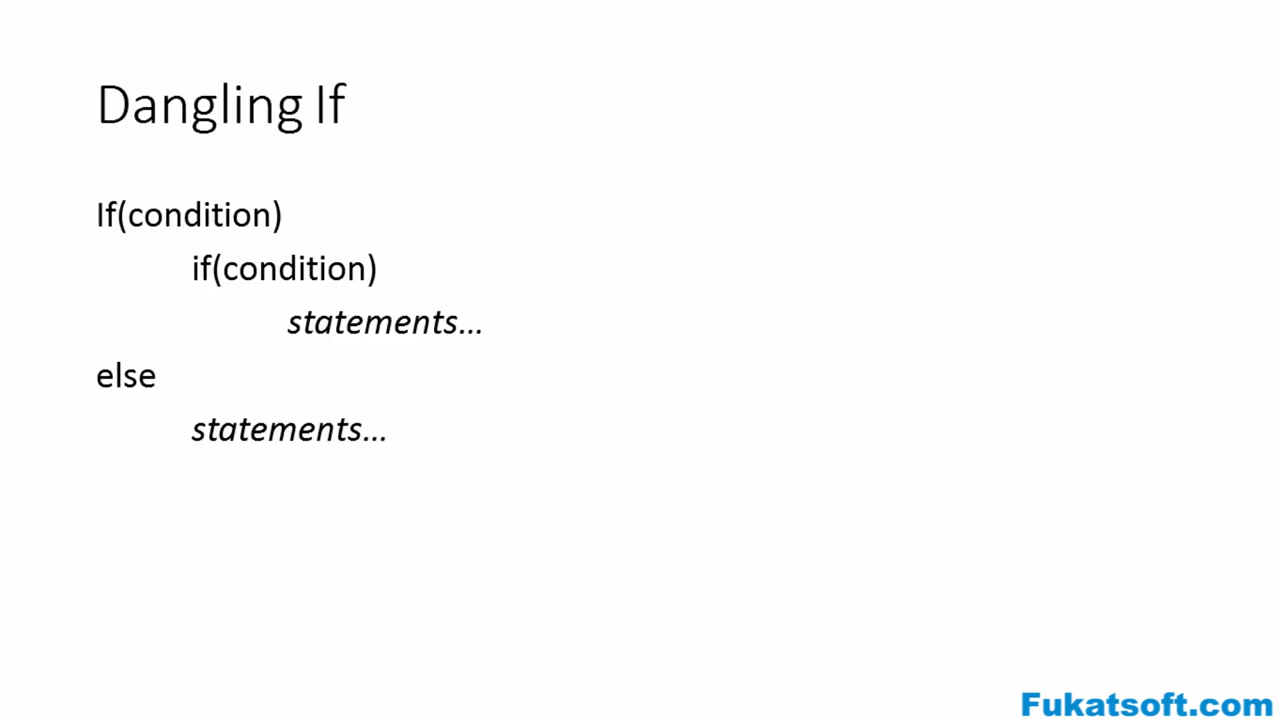 Dangling If
If(condition)
if(condition)
statements...
else
statements...
Fukatsoft.com